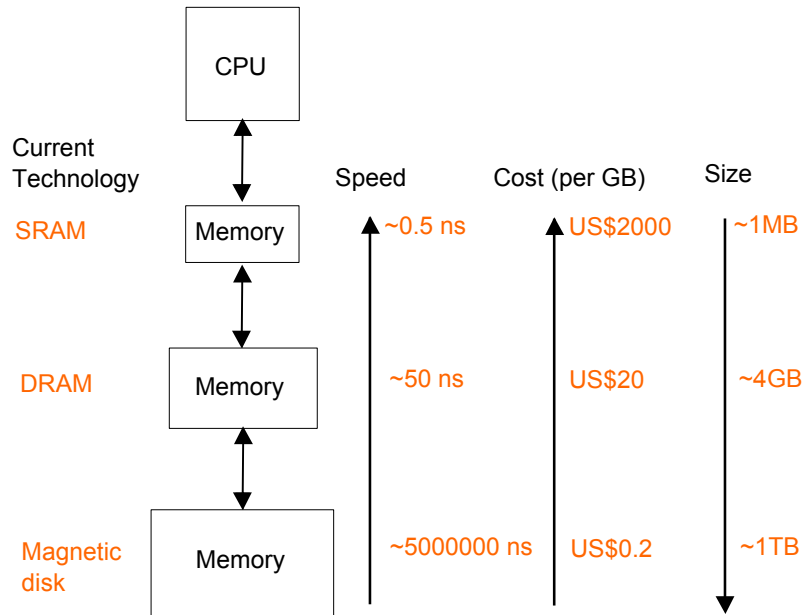 CPU
Current
Technology
Speed
Cost (per GB)
Size
SRAM
Memory
~0.5 ns
US$2000
~1MB
DRAM
Memory
~50 ns
US$20
~4GB
Magnetic
disk
Memory
~5000000 ns
US$0.2
~1TB